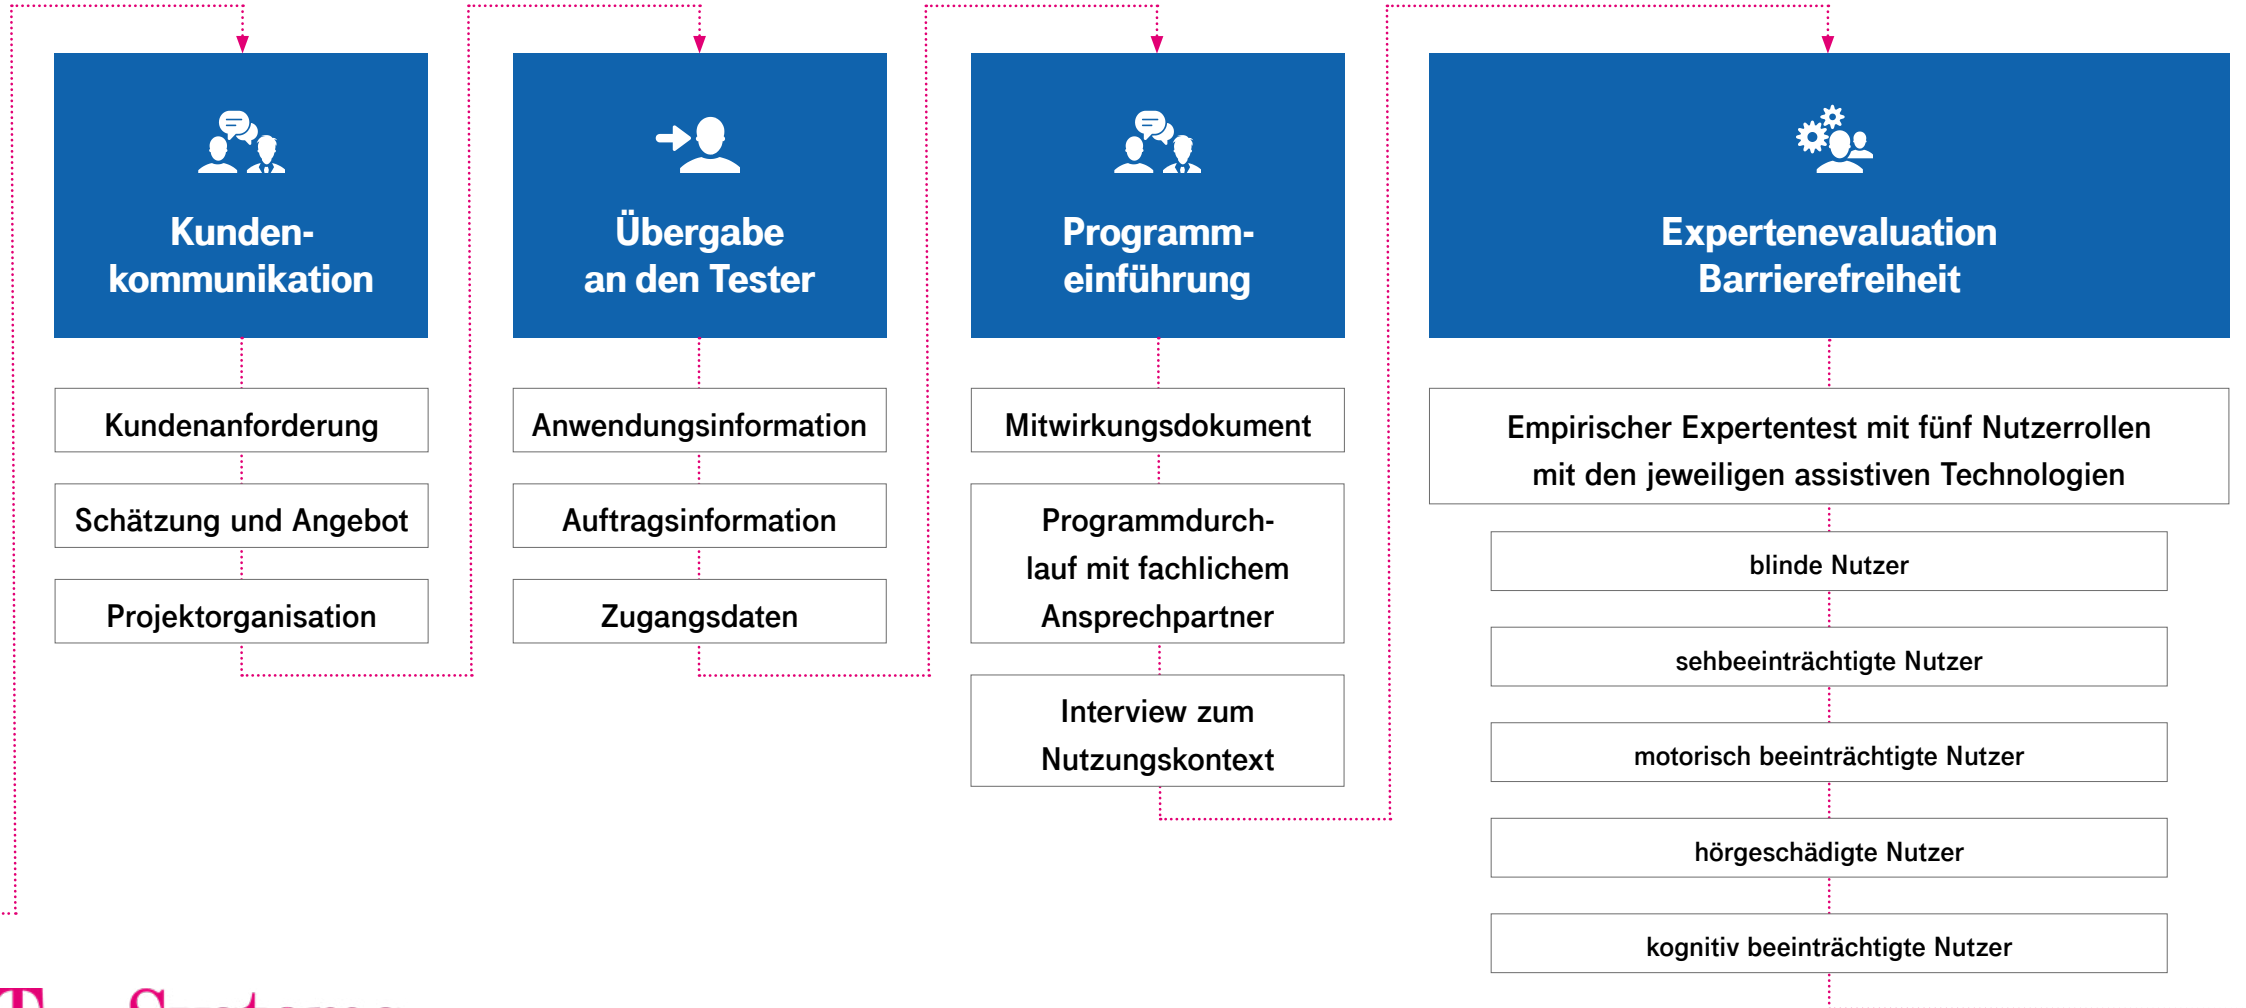 Kunden-
kommunikation
Kundenanforderung
Schätzung und Angebot
Projektorganisation
Übergabe
an den Tester
Anwendungsinformation
Auftragsinformation
Zugangsdaten
Programm-
einführung
Mitwirkungsdokument
Programmdurch-
lauf mit fachlichem
Ansprechpartner
Interview zum
Nutzungskontext
Expertenevaluation
Barrierefreiheit
Empirischer Expertentest mit fünf Nutzerrollen
mit den jeweiligen assistiven Technologien
blinde Nutzer
sehbeeinträchtigte Nutzer
motorisch beeinträchtigte Nutzer
hörgeschädigte Nutzer
kognitiv beeinträchtigte Nutzer